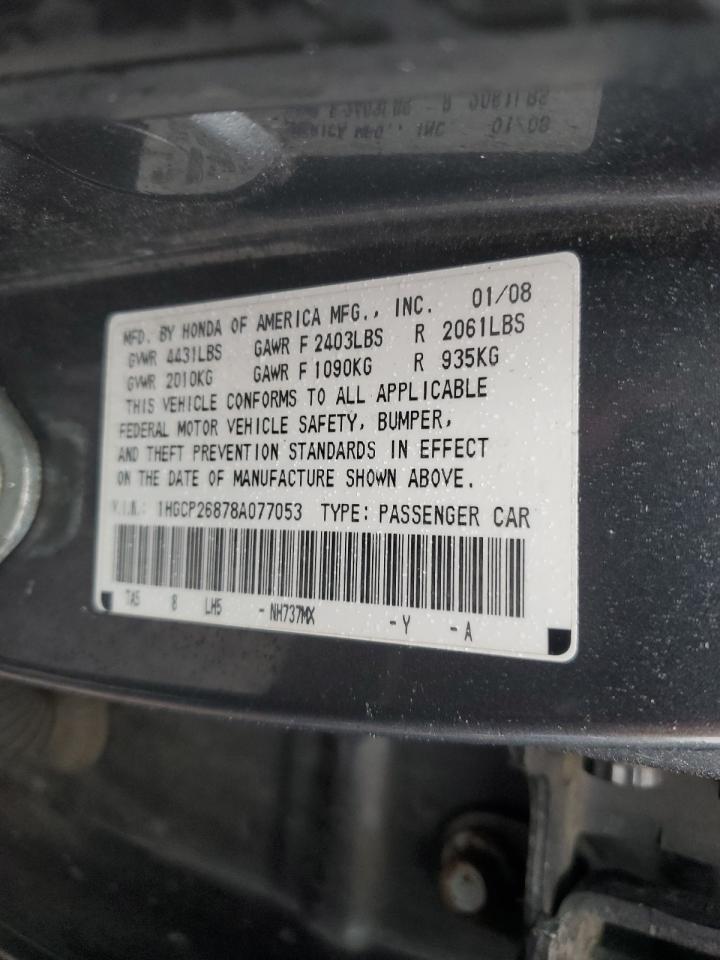 MFD. BY HONDA OF AMERICA MFG., INC. 01/08
GVWR 4431LBS GAWR F 2403LBS R 2061LBS
GVWR 2010KG GAWR F 1090KG R 935KG
THIS VEHICLE CONFORMS TO ALL APPLICABLE
FEDERAL MOTOR VEHICLE SAFETY, BUMPER,
AND THEFT PREVENTION STANDARDS IN EFFECT
ON THE DATE OF MANUFACTURE SHOWN ABOVE.
V.I.N.: 1HGCP26878A077053 TYPE: PASSENGER CAR
TA5 8 LH5 - NH737MX - Y - A